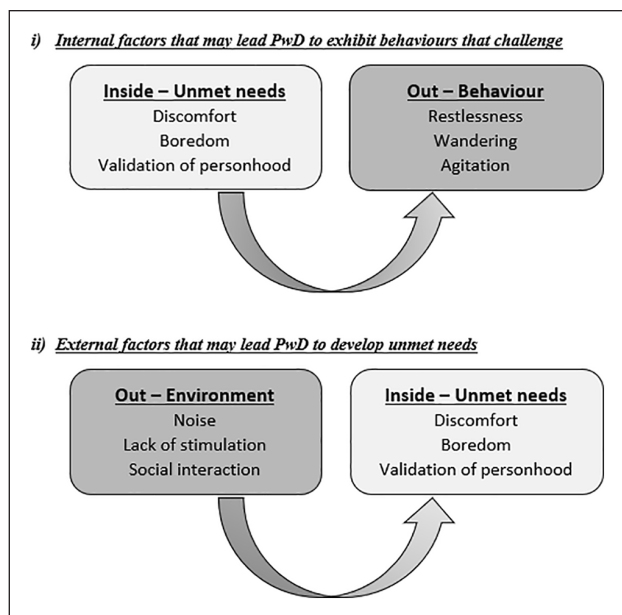 i) Internal factors that may lead PwD to exhibit behaviours that challenge
Inside – Unmet needs
Discomfort
Boredom
Validation of personhood
Out – Behaviour
Restlessness
Wandering
Agitation
ii) External factors that may lead PwD to develop unmet needs
Out – Environment
Noise
Lack of stimulation
Social interaction
Inside – Unmet needs
Discomfort
Boredom
Validation of personhood